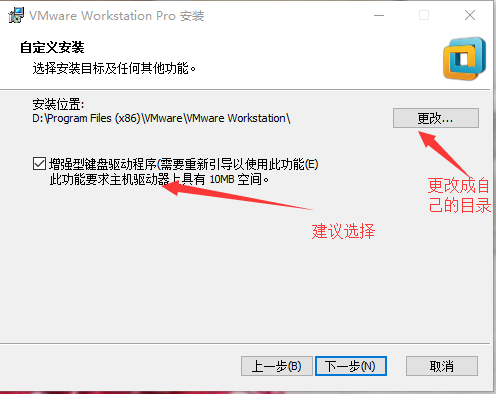 VMware Workstation Pro 安装
自定义安装
选择安装目标及任何其他功能。
安装位置:
D:\Program Files (x86)\VMware\VMware Workstation\
更改...
增强型键盘驱动程序(需要重新引导以使用此功能(E)
此功能要求主机驱动器上具有 10MB 空间。
更改成自
己的目录
建议选择
上一步(B)
下一步(N)
取消